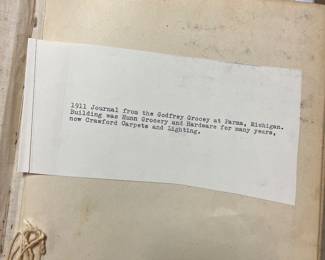 1911 Journal from the Godfrey Grocey at Parma, Michigan.
Building was Hunn Grocery and Hardware for many years,
now Crawford Carpets and Lighting.